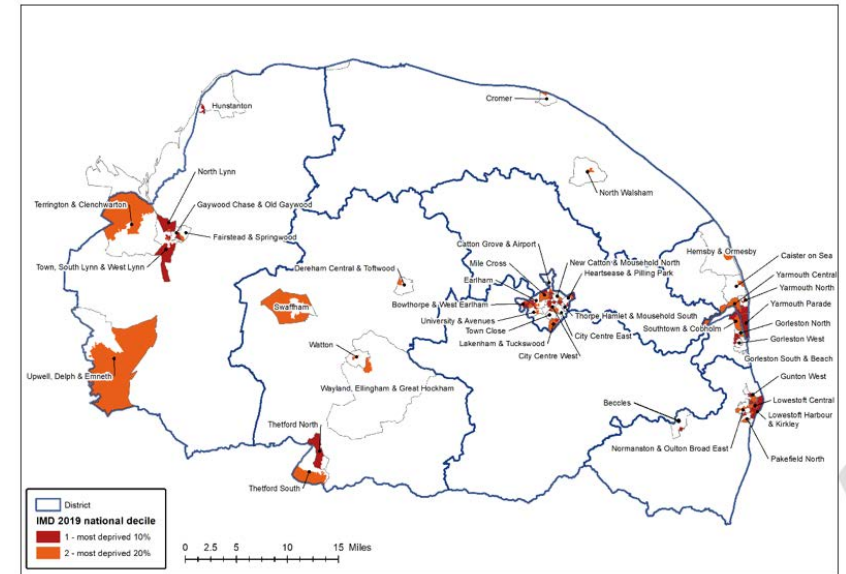 Hunstanton
Cromer
North Walsham
North Lynn
Terrington & Clenchwarton
Gaywood Chase & Old Gaywood
Fairstead & Springwood
Town, South Lynn & West Lynn
Dereham Central & Toftwood
Swaffham
Watton
Wayland, Ellingham & Great Hockham
Upwell, Delph & Emneth
Thetford North
Thetford South
Catton Grove & Airport
Mile Cross
Earlham
Bowthorpe & West Earlham
University & Avenues
Town Close
Lakenham & Tuckswood
New Catton & Mousehold North
Heartsease & Pilling Park
Thorpe Hamlet & Mousehold South
City Centre East
City Centre West
Hemsby & Ormesby
Caister on Sea
Yarmouth Central
Yarmouth North
Yarmouth Parade
Southtown & Cobholm
Gorleston North
Gorleston West
Gorleston South & Beach
Gunton West
Beccles
Lowestoft Central
Lowestoft Harbour
& Kirkley
Normanston & Oulton Broad East
Pakefield North
District
IMD 2019 national decile
1 - most deprived 10%
2 - most deprived 20%
0 2.5 5 10 15 Miles